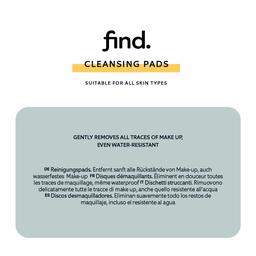 find.
CLEANSING PADS
SUITABLE FOR ALL SKIN TYPES
GENTLY REMOVES ALL TRACES OF MAKE UP,
EVEN WATER-RESISTANT
DE Reinigungspads. Entfernt sanft alle Rückstände von Make-up, auch
wasserfestes Make-up FR Disques démaquillants. Éliminent en douceur toutes
les traces de maquillage, même waterproof IT Dischetti struccanti. Rimuovono
delicatamente tutte le tracce di make up, anche quello resistente all'acqua
ES Discos desmaquilladores. Eliminan suavemente todo los restos de
maquillaje, incluso el resistente al agua